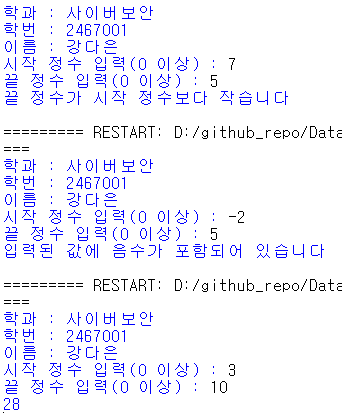 학과 : 사이버보안
학번 : 2467001
이름 : 강다은
시작 정수 입력(0 이상) : 7
끝 정수 입력(0 이상) : 5
끝 정수가 시작 정수보다 작습니다
========= RESTART: D:/github_repo/Data
===
학과 : 사이버보안
학번 : 2467001
이름 : 강다은
시작 정수 입력(0 이상) : -2
끝 정수 입력(0 이상) : 5
입력된 값에 음수가 포함되어 있습니다
========= RESTART: D:/github_repo/Data
===
학과 : 사이버보안
학번 : 2467001
이름 : 강다은
시작 정수 입력(0 이상) : 3
끝 정수 입력(0 이상) : 10
28